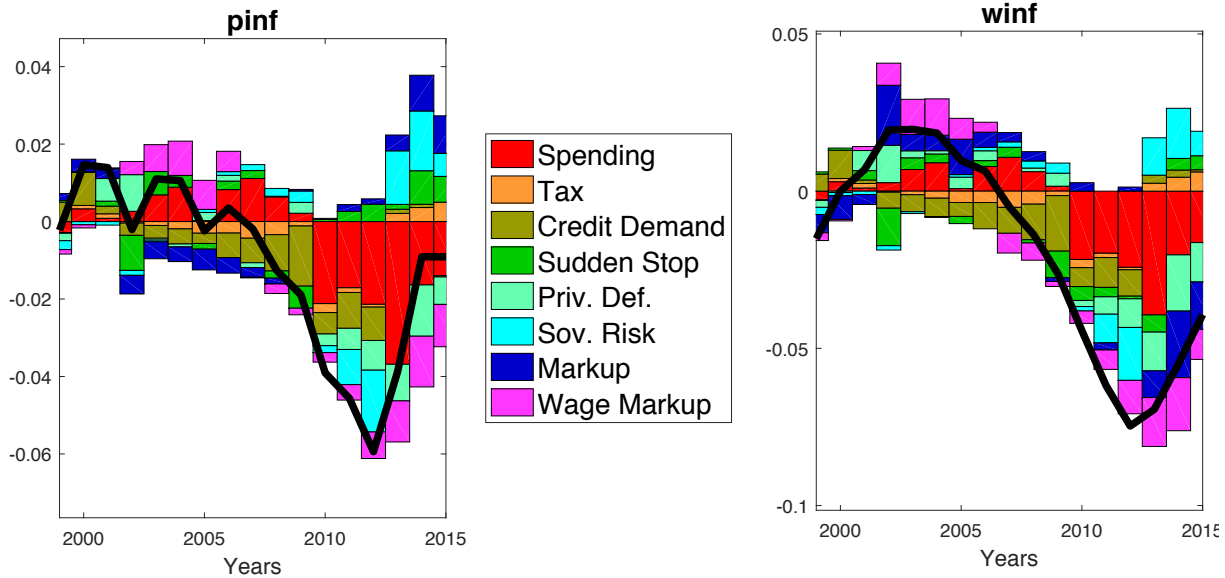 pinf
0.04
0.02
0
-0.02
-0.04
-0.06
2000
2005
2010
2015
Years
Spending
Tax
Credit Demand
Sudden Stop
Priv. Def.
Sov. Risk
Markup
Wage Markup
winf
0.05
0
-0.05
-0.1
2000
2005
2010
2015
Years